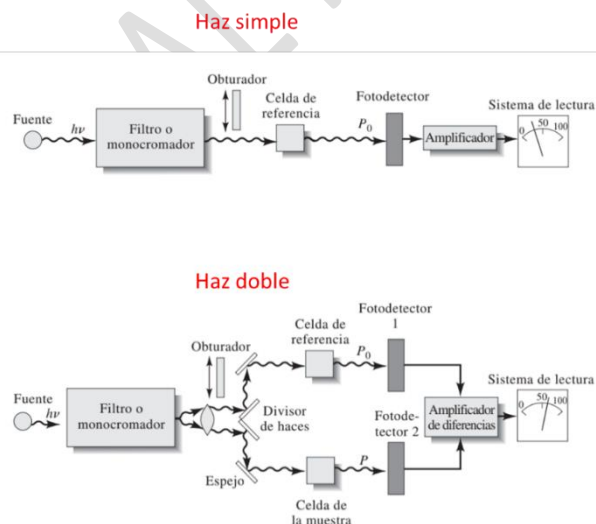 Haz simple
Obturador
Fuente
hν
Filtro o
monocromador
Celda de
referencia
P₀
Fotodetector
Amplificador
Sistema de lectura
0 50 100
Haz doble
Fotodetector
1
Celda de
referencia
P₀
Obturador
Fuente
hν
Filtro o
monocromador
Divisor
de haces
Fotode-
tector 2
Amplificador
de diferencias
Sistema de lectura
0 50 100
Espejo
P
Celda de
la muestra